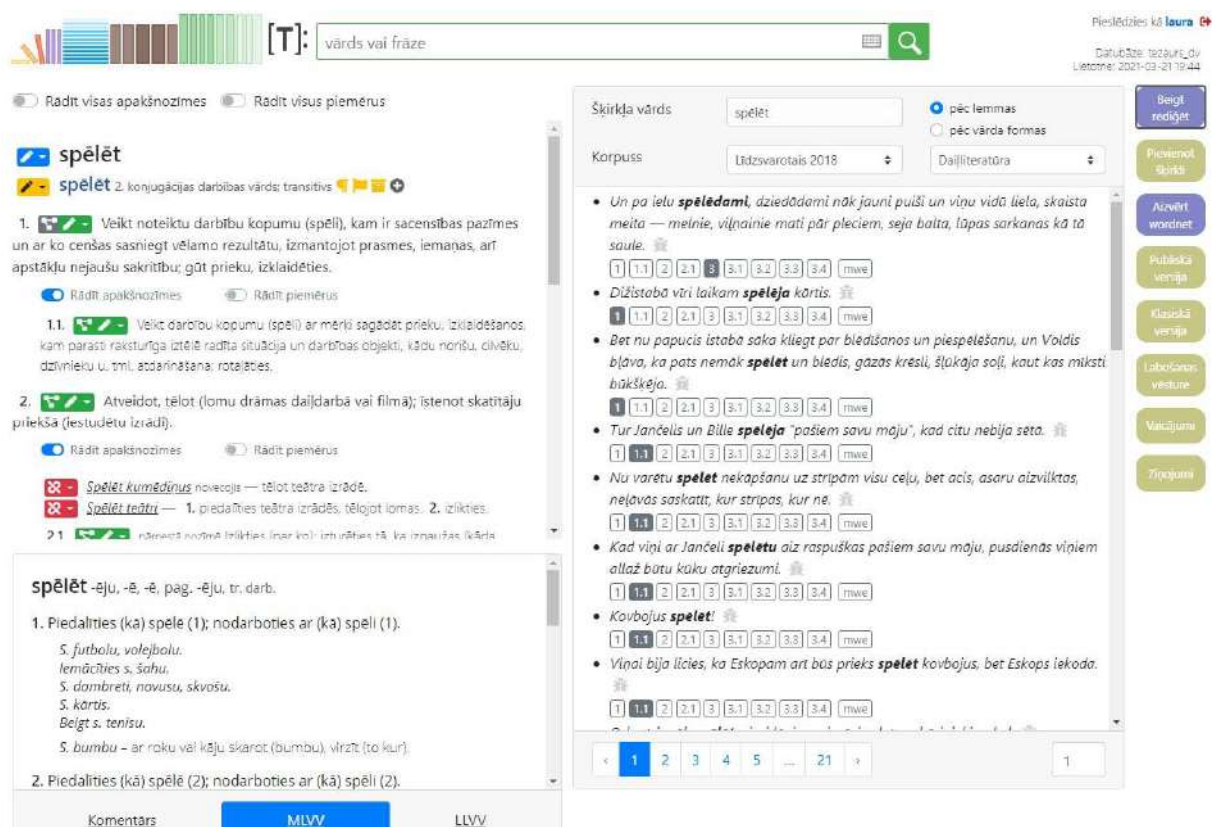 [T]:
vārds vai frāze
Pieslēdzies kā laura
Datubāze: tezaurs_dv
Lietotne: 2021-03-21 19:44
Rādīt visas apakšnozīmes Rādīt visus piemērus
spēlēt
spēlēt 2. konjugācijas darbības vārds; transitīvs
1. Veikt noteiktu darbību kopumu (spēli), kam ir sacensības pazīmes
un ar ko cenšas sasniegt vēlamo rezultātu, izmantojot prasmes, iemaņas, arī
apstākļu nejaušu sakritību; gūt prieku, izklaidēties.
Rādīt apakšnozīmes Rādīt piemērus
1.1. Veikt darbību kopumu (spēli) ar mērķi sagādāt prieku, izklaidēšanos,
kam parasti raksturīga iztēlē radīta situācija un darbības objekti, kādu norišu, cilvēku,
dzīvnieku u. tml. atdarināšana; rotaļāties.
2. Atveidot, tēlot (lomu drāmas daiļdarbā vai filmā); īstenot skatītāju
priekšā (iestudētu izrādi).
Rādīt apakšnozīmes Rādīt piemērus
Spēlēt kumēdiņus novecojis — tēlot teātra izrādē.
Spēlēt teātri — 1. piedalīties teātra izrādēs, tēlojot lomas. 2. izlikties.
2.1. pārnestā nozīmē Izlikties (par ko); izturēties tā, ka izpaužas (kāda
spēlēt -ēju, -ē, -ē, pag. -ēju, tr. darb.
1. Piedalīties (kā) spēlē (1); nodarboties ar (kā) spēli (1).
S. futbolu, volejbolu.
Iemācīties s. šahu.
S. dambreti, novusu, skvošu.
S. kārtis.
Beigt s. tenisu.
S. bumbu – ar roku vai kāju skarot (bumbu), virzīt (to kur).
2. Piedalīties (kā) spēlē (2); nodarboties ar (kā) spēli (2).
Komentārs MLVV LLVV
Šķirkļa vārds spēlēt pēc lemmas
pēc vārda formas
Korpuss Līdzsvarotais 2018 Daiļliteratūra
Un pa ielu spēlēdami, dziedādami nāk jauni puiši un viņu vidū liela, skaista
meita — melnie, viļņainie mati pār pleciem, seja balta, lūpas sarkanas kā tā
saule.
1 1.1 2 2.1 3 3.1 3.2 3.3 3.4 mwe
Dižistabā vīri laikam spēlēja kārtis.
1 1.1 2 2.1 3 3.1 3.2 3.3 3.4 mwe
Bet nu papucis istabā sāka kliegt par blēdīšanos un piespēlēšanu, un Voldis
bļāva, ka pats nemāk spēlēt un blēdis, gāzās krēsli, šļūkāja soļi, kaut kas mīksti
būkšķēja.
1 1.1 2 2.1 3 3.1 3.2 3.3 3.4 mwe
Tur Jančelis un Bille spēlēja "pašiem savu māju", kad citu nebija sētā.
1 1.1 2 2.1 3 3.1 3.2 3.3 3.4 mwe
Nu varētu spēlēt nekāpšanu uz strīpām visu ceļu, bet acis, asaru aizvilktas,
neļāvās saskatīt, kur strīpas, kur nē.
1 1.1 2 2.1 3 3.1 3.2 3.3 3.4 mwe
Kad viņi ar Jančeli spēlētu aiz raspuškas pašiem savu māju, pusdienās viņiem
allaž būtu kūku atgriezumi.
1 1.1 2 2.1 3 3.1 3.2 3.3 3.4 mwe
Kovbojus spēlēt!
1 1.1 2 2.1 3 3.1 3.2 3.3 3.4 mwe
Viņai bija licies, ka Eskopam arī būs prieks spēlēt kovbojus, bet Eskops iekoda.
1 1.1 2 2.1 3 3.1 3.2 3.3 3.4 mwe
‹ 1 2 3 4 5 ... 21 › 1
Beigt
rediģēt
Pievienot
šķirkli
Aizvērt
wordnet
Publiskā
versija
Klasiskā
versija
Labošanas
vēsture
Vaicājumi
Ziņojumi